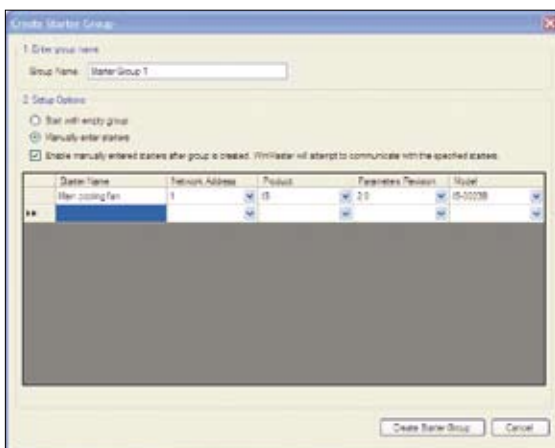 Create Starter Group
1. Enter group name
Group Name: Starter Group 1
2. Setup Options
Start with empty group
Manually enter starters
Enable manually entered starters after group is created. WinMaster will attempt to communicate with the specified starters.
Starter Name Network Address Product Parameters Revision Model
Main cooling fan 1 2.0
Create Starter Group Cancel